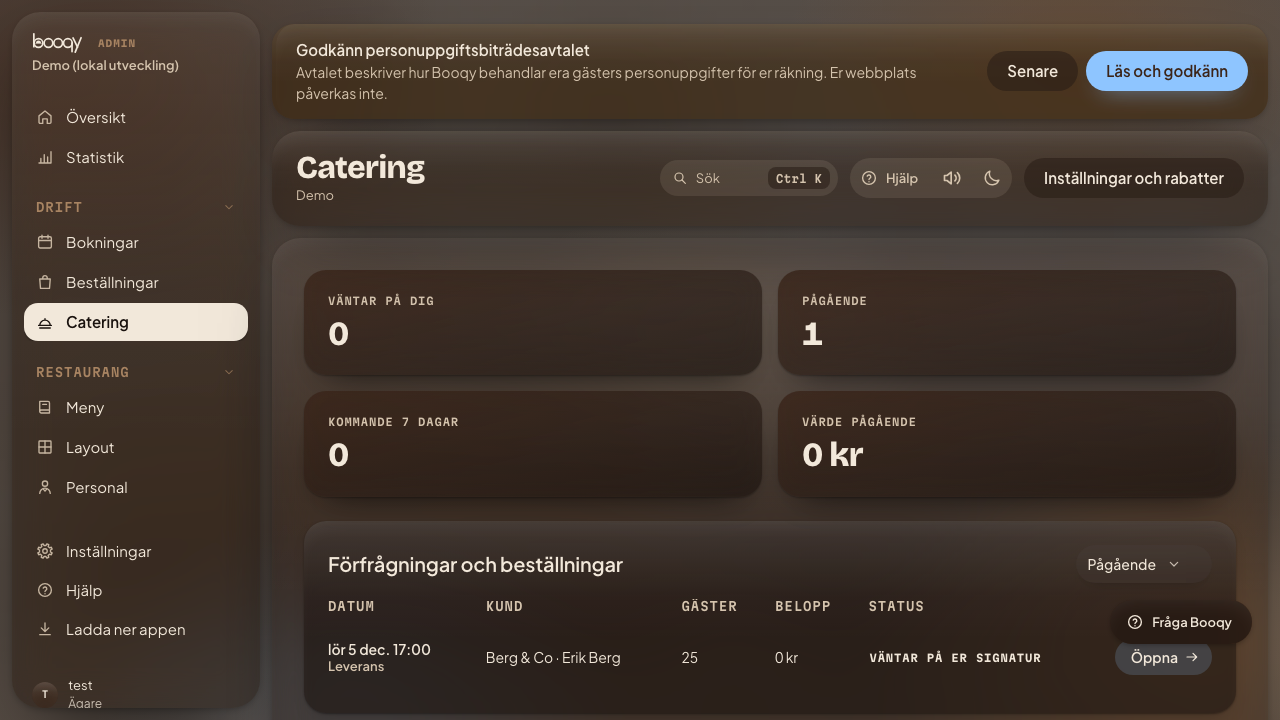 booqy ADMIN
Demo (lokal utveckling)
Översikt
Statistik
DRIFT
Bokningar
Beställningar
Catering
RESTAURANG
Meny
Layout
Personal
Inställningar
Hjälp
Ladda ner appen
T
test
Ägare
Godkänn personuppgiftsbiträdesavtalet
Avtalet beskriver hur Booqy behandlar era gästers personuppgifter för er räkning. Er webbplats
påverkas inte.
Senare
Läs och godkänn
Catering
Demo
Sök
Ctrl K
Hjälp
Inställningar och rabatter
VÄNTAR PÅ DIG
0
PÅGÅENDE
1
KOMMANDE 7 DAGAR
0
VÄRDE PÅGÅENDE
0 kr
Förfrågningar och beställningar
Pågående
DATUM KUND GÄSTER BELOPP STATUS
Fråga Booqy
lör 5 dec. 17:00
Leverans
Berg & Co · Erik Berg
25
0 kr
VÄNTAR PÅ ER SIGNATUR
Öppna